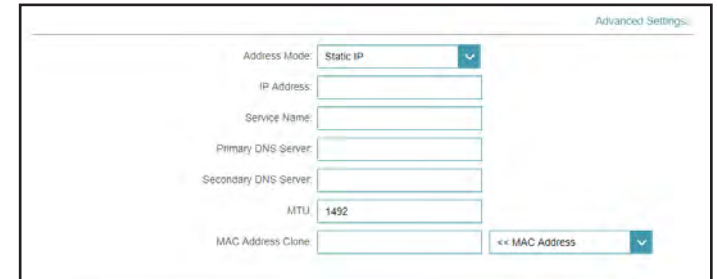 Advanced Settings...
Address Mode: Static IP
IP Address:
Service Name:
Primary DNS Server:
Secondary DNS Server:
MTU: 1492
MAC Address Clone: << MAC Address